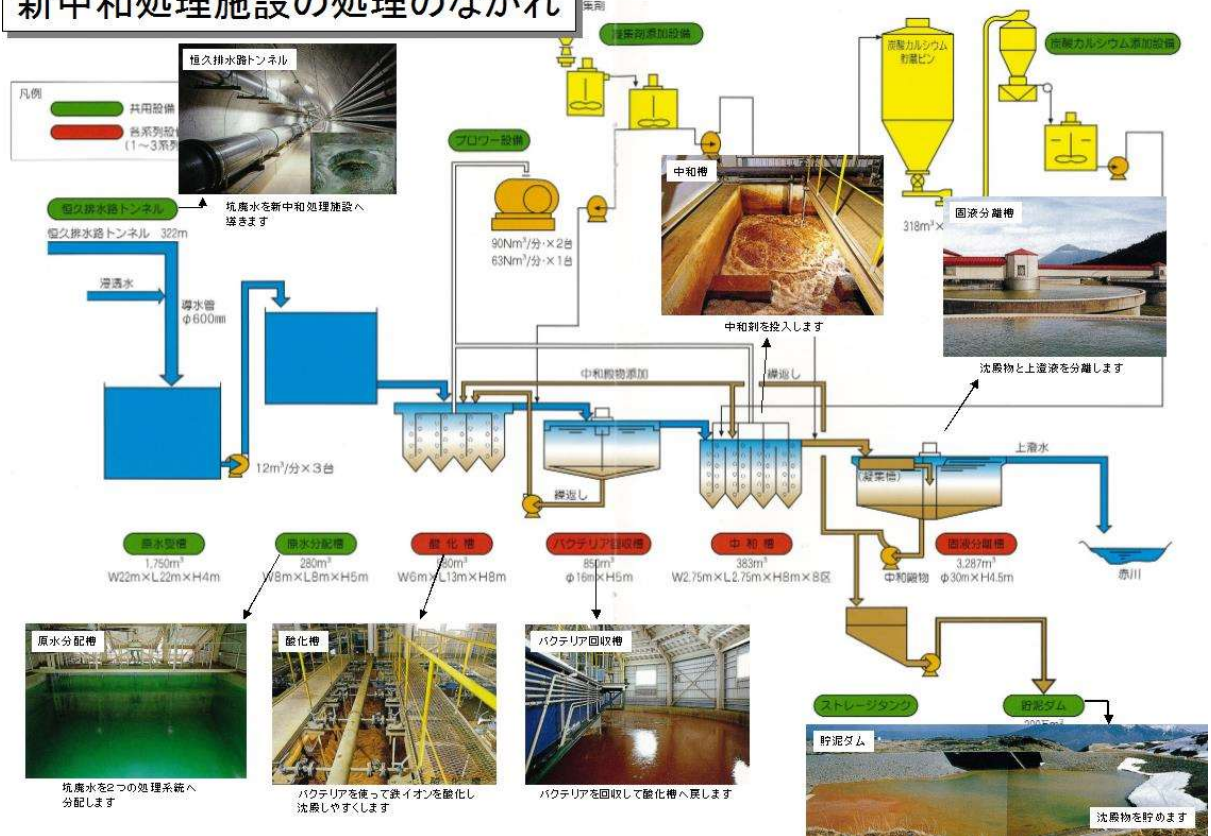 新中和処理施設の処理のながれ
集剤
凝集剤添加設備
炭酸カルシウム
貯蔵ビン
炭酸カルシウム添加設備
凡例
共用設備
各系列設備
(1～3系列
恒久排水路トンネル
坑廃水を新中和処理施設へ
導きます
ブロワー設備
90Nm³/分·×2台
63Nm³/分·×1台
中和槽
中和剤を投入します
318m³×
固液分離槽
沈殿物と上澄液を分離します
恒久排水路トンネル
恒久排水路トンネル 322m
浸透水
導水管
φ600㎜
12m³/分×3台
中和殿物添加
繰返し
繰返し
(凝集槽)
上澄水
中和殿物
赤川
原水受槽
1,750m³
W22m×L22m×H4m
原水分配槽
280m³
W8m×L8m×H5m
酸化槽
W6m×L13m×H8m
バクテリア回収槽
850m³
φ16m×H5m
中和槽
383m³
W2.75m×L2.75m×H8m×8区
固液分離槽
3,287m³
φ30m×H4.5m
原水分配槽
坑廃水を2つの処理系統へ
分配します
酸化槽
バクテリアを使って鉄イオンを酸化し
沈殿しやすくします
バクテリア回収槽
バクテリアを回収して酸化槽へ戻します
ストレージタンク
貯泥ダム
貯泥ダム
沈殿物を貯めます